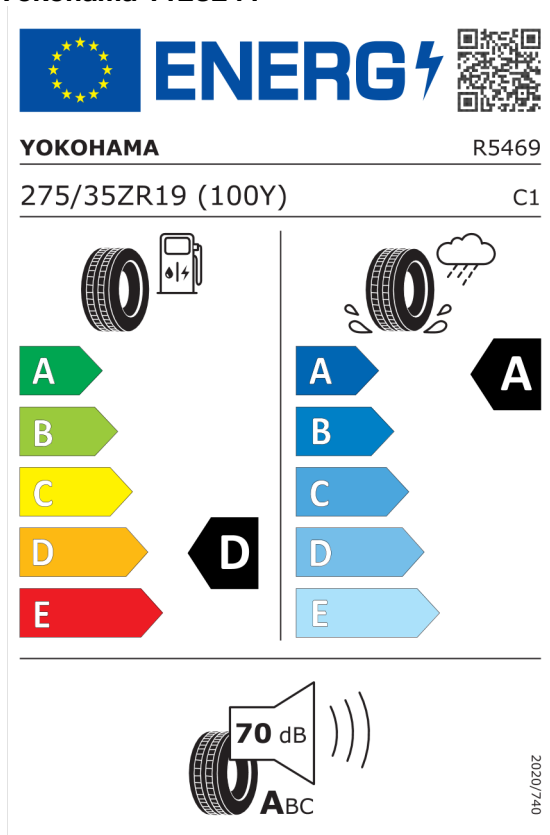 ENERG
YOKOHAMA
R5469
275/35ZR19 (100Y)
C1
A
B
C
D
E
D
A
B
C
D
E
A
70 dB
ABC
2020/740